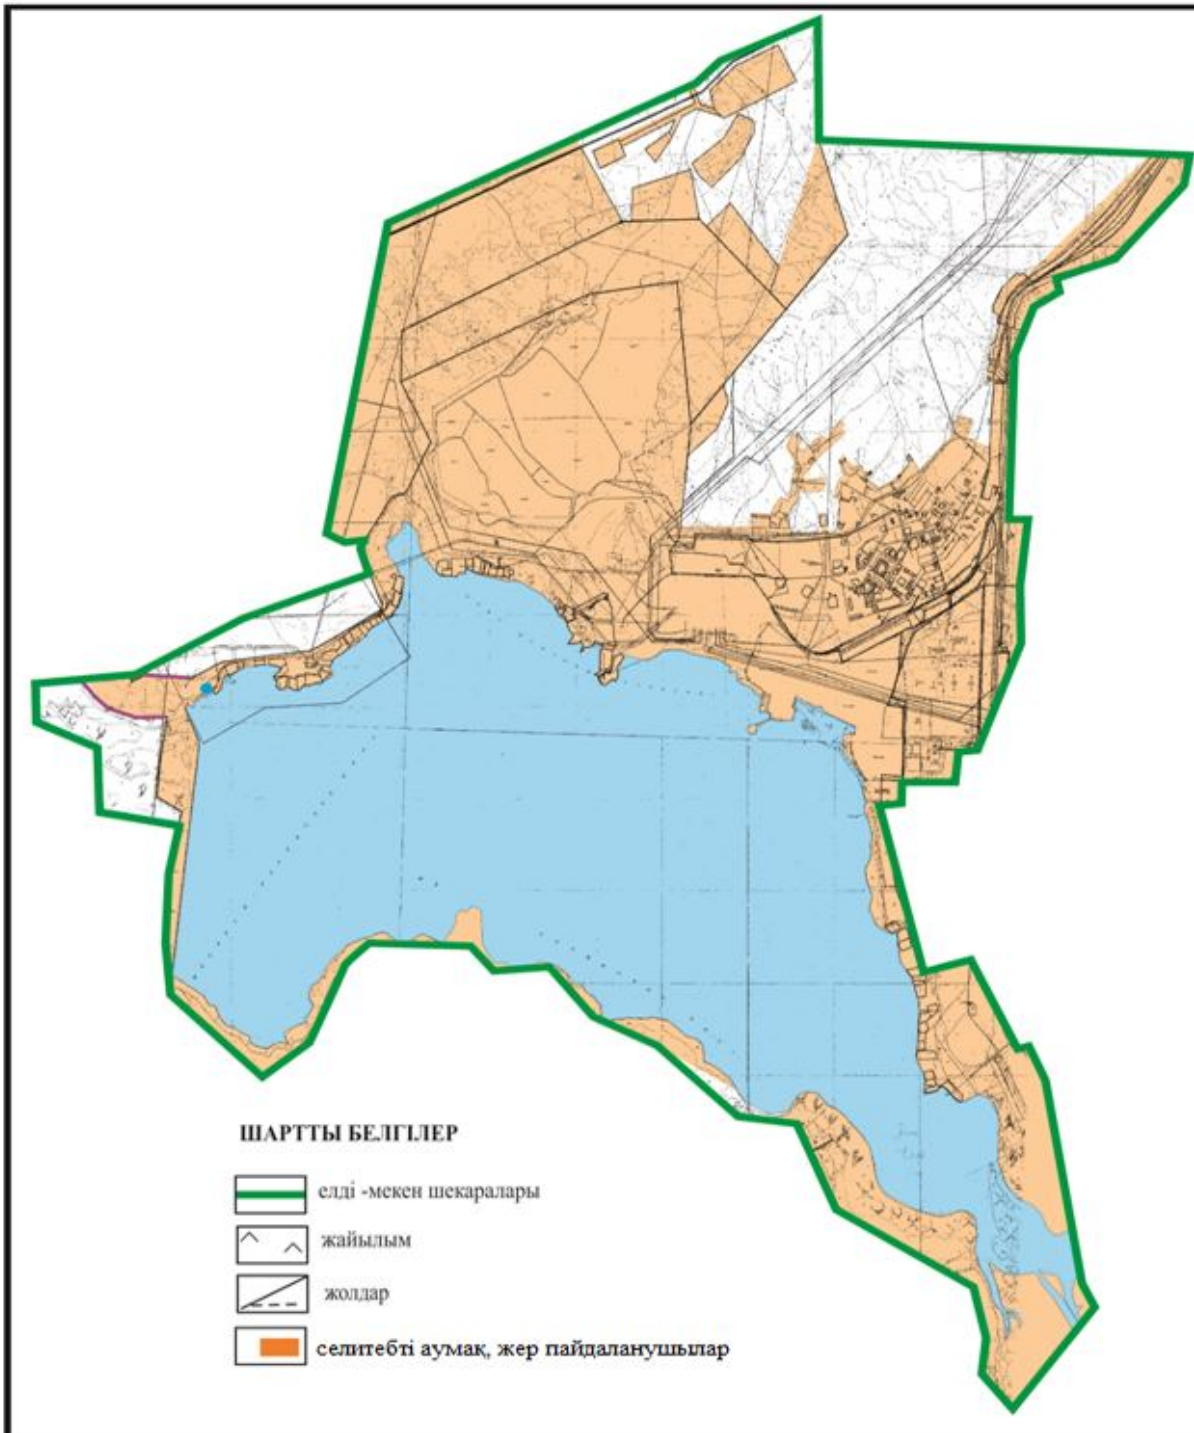 ШАРТТЫ БЕЛГІЛЕР
елді -мекен шекаралары
жайылым
жолдар
селитебті аумақ, жер пайдаланушылар